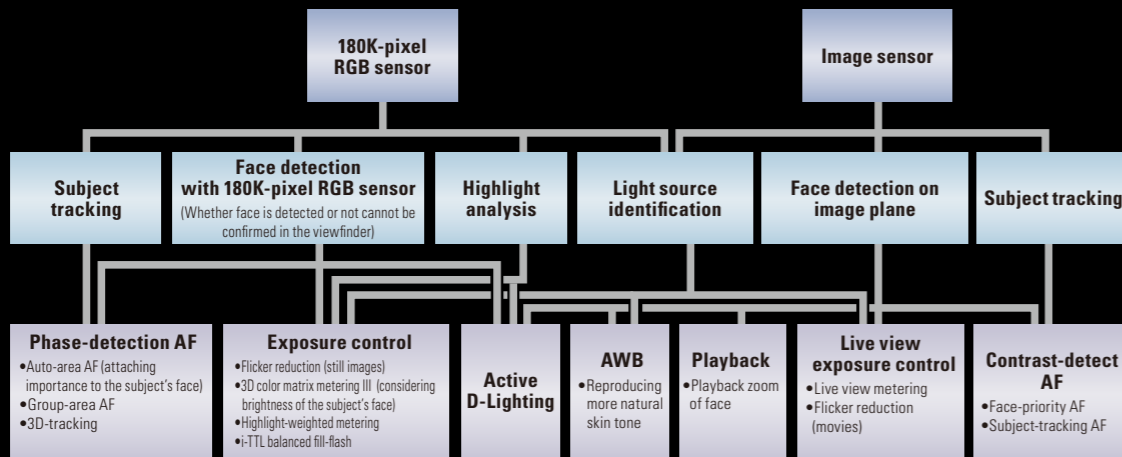 180K-pixel
RGB sensor
Image sensor
Subject
tracking
Face detection
with 180K-pixel RGB sensor
(Whether face is detected or not cannot be
confirmed in the viewfinder)
Highlight
analysis
Light source
identification
Face detection on
image plane
Subject tracking
Phase-detection AF
•Auto-area AF (attaching
importance to the subject's face)
•Group-area AF
•3D-tracking
Exposure control
•Flicker reduction (still images)
•3D color matrix metering III (considering
brightness of the subject's face)
•Highlight-weighted metering
•i-TTL balanced fill-flash
Active
D-Lighting
AWB
•Reproducing
more natural
skin tone
Playback
•Playback zoom
of face
Live view
exposure control
•Live view metering
•Flicker reduction
(movies)
Contrast-detect
AF
•Face-priority AF
•Subject-tracking AF